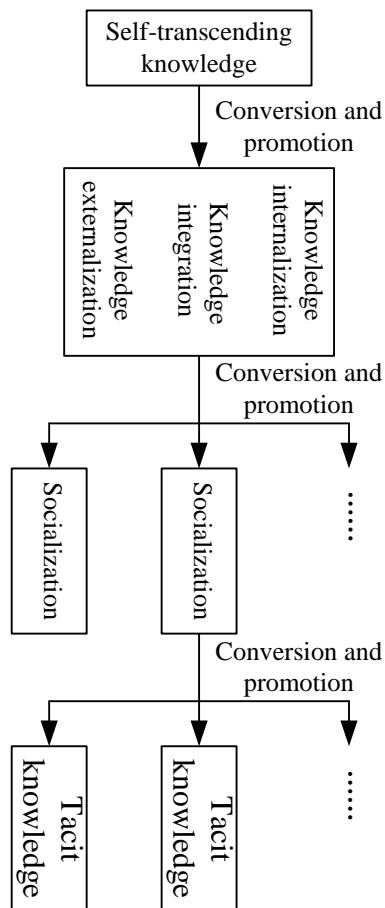 Self-transcending
knowledge
Conversion and
promotion
Knowledge
externalization
Knowledge
integration
Knowledge
internalization
Conversion and
promotion
Socialization
Socialization
......
Conversion and
promotion
Tacit
knowledge
Tacit
knowledge
......